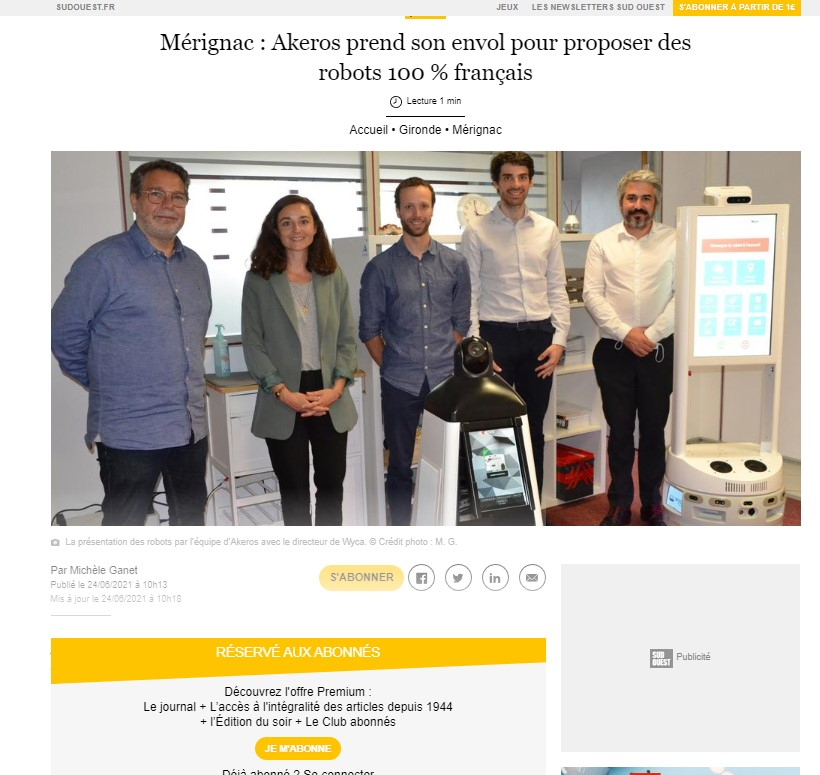 SUDOUEST.FR
JEUX LES NEWSLETTERS SUD OUEST S'ABONNER À PARTIR DE 1€
Mérignac : Akeros prend son envol pour proposer des
robots 100 % français
Lecture 1 min
Accueil • Gironde • Mérignac
La présentation des robots par l'équipe d'Akeros avec le directeur de Wyca. © Crédit photo : M. G.
Par Michèle Ganet
Publié le 24/06/2021 à 10h13
Mis à jour le 24/06/2021 à 10h18
S'ABONNER
RÉSERVÉ AUX ABONNÉS
Découvrez l'offre Premium :
Le journal + L'accès à l'intégralité des articles depuis 1944
+ l'Édition du soir + Le Club abonnés
JE M'ABONNE
Déjà abonné ? Se connecter
SUD OUEST Publicité